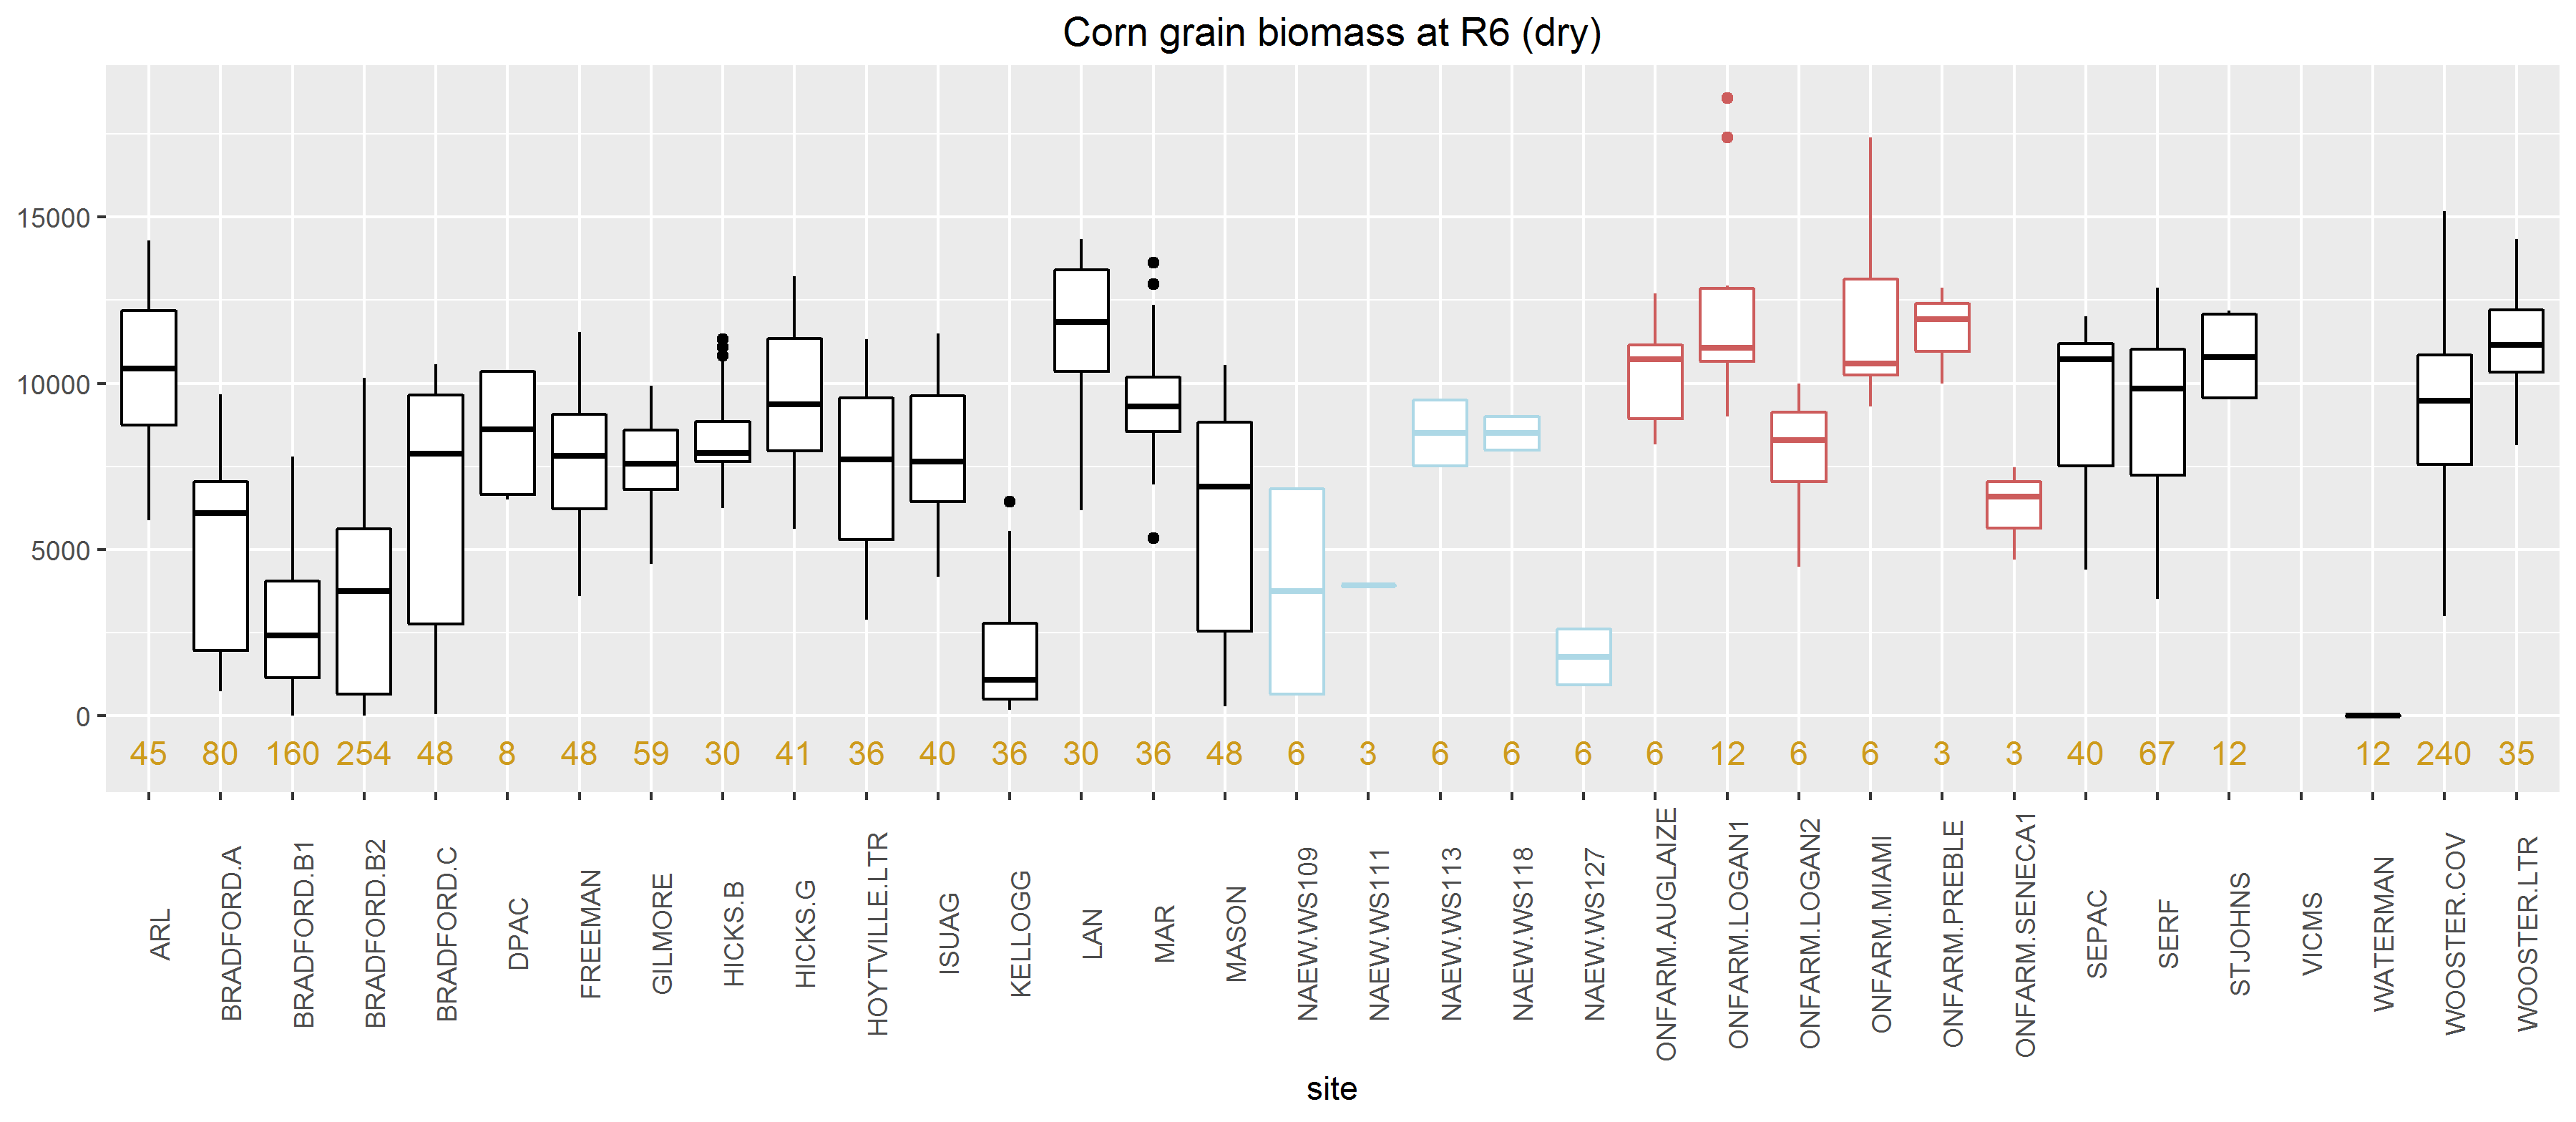 Corn grain biomass at R6 (dry)
15000
10000
5000
0
45 80 160 254 48 8 48 59 30 41 36 40 36 30 36 48 6 3 6 6 6 6 12 6 6 3 3 40 67 12 12 240 35
ARL
BRADFORD.A
BRADFORD.B1
BRADFORD.B2
BRADFORD.C
DPAC
FREEMAN
GILMORE
HICKS.B
HICKS.G
HOYTVILLE.LTR
ISUAG
KELLOGG
LAN
MAR
MASON
NAEW.WS109
NAEW.WS111
NAEW.WS113
NAEW.WS118
NAEW.WS127
ONFARM.AUGLAIZE
ONFARM.LOGAN1
ONFARM.LOGAN2
ONFARM.MIAMI
ONFARM.PREBLE
ONFARM.SENECA1
SEPAC
SERF
STJOHNS
VICMS
WATERMAN
WOOSTER.COV
WOOSTER.LTR
site